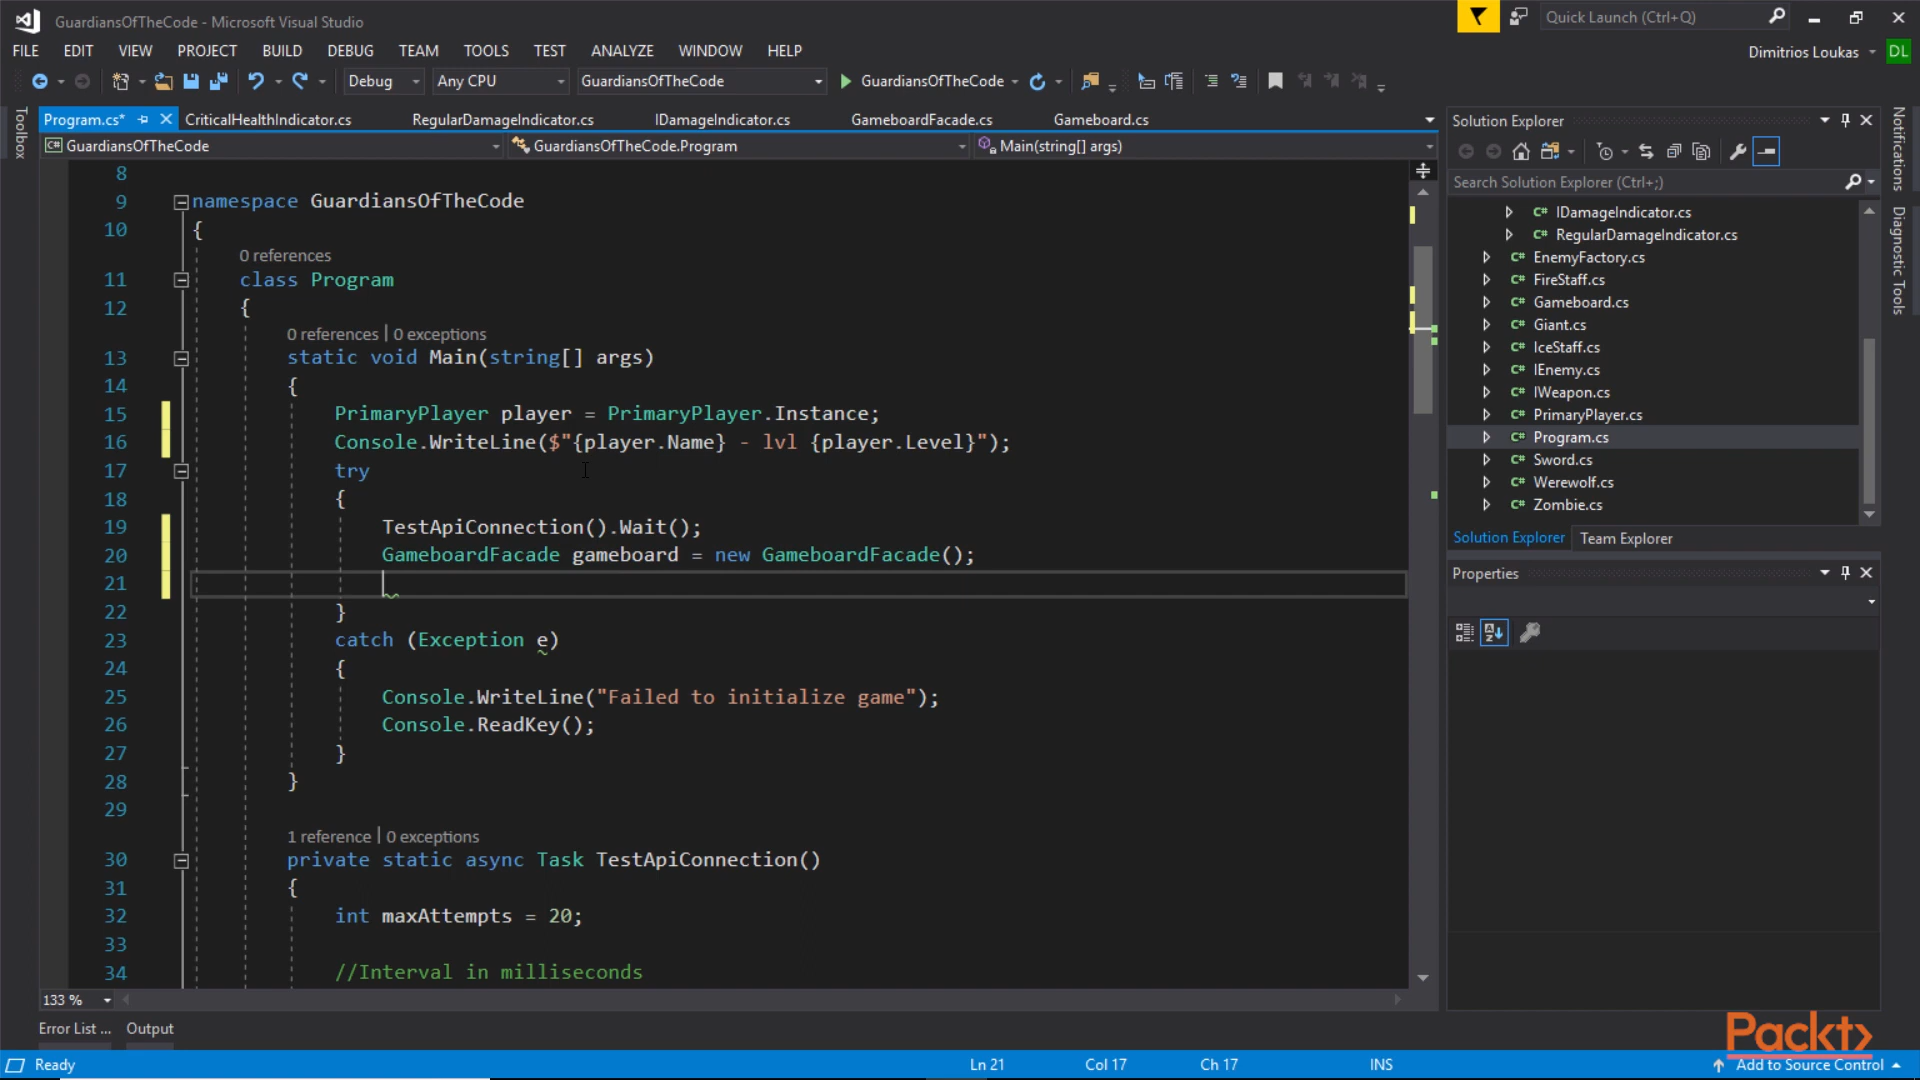 GuardiansOfTheCode - Microsoft Visual Studio
Quick Launch (Ctrl+Q)
FILE EDIT VIEW PROJECT BUILD DEBUG TEAM TOOLS TEST ANALYZE WINDOW HELP
Dimitrios Loukas DL
Debug Any CPU GuardiansOfTheCode GuardiansOfTheCode
Toolbox
Program.cs* CriticalHealthIndicator.cs RegularDamageIndicator.cs IDamageIndicator.cs GameboardFacade.cs Gameboard.cs
C# GuardiansOfTheCode GuardiansOfTheCode.Program Main(string[] args)
8
9 namespace GuardiansOfTheCode
10 {
0 references
11 class Program
12 {
0 references | 0 exceptions
13 static void Main(string[] args)
14 {
15 PrimaryPlayer player = PrimaryPlayer.Instance;
16 Console.WriteLine($"{player.Name} - lvl {player.Level}");
17 try
18 {
19 TestApiConnection().Wait();
20 GameboardFacade gameboard = new GameboardFacade();
21
22 }
23 catch (Exception e)
24 {
25 Console.WriteLine("Failed to initialize game");
26 Console.ReadKey();
27 }
28 }
29
1 reference | 0 exceptions
30 private static async Task TestApiConnection()
31 {
32 int maxAttempts = 20;
33
34 //Interval in milliseconds
133 %
Error List ... Output
Solution Explorer
Search Solution Explorer (Ctrl+;)
C# IDamageIndicator.cs
C# RegularDamageIndicator.cs
C# EnemyFactory.cs
C# FireStaff.cs
C# Gameboard.cs
C# Giant.cs
C# IceStaff.cs
C# IEnemy.cs
C# IWeapon.cs
C# PrimaryPlayer.cs
C# Program.cs
C# Sword.cs
C# Werewolf.cs
C# Zombie.cs
Solution Explorer Team Explorer
Properties
Notifications
Diagnostic Tools
Packt>
Ready Ln 21 Col 17 Ch 17 INS Add to Source Control